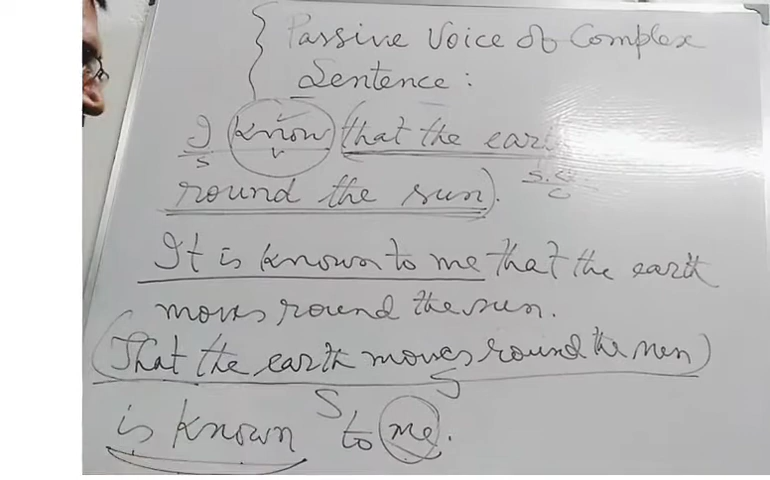 Passive Voice of Complex
Sentence :
I know (that the
S V
round the sun).
It is known to me that the earth
moves round the sun.
(That the earth moves round the sun)
S
is known to me.